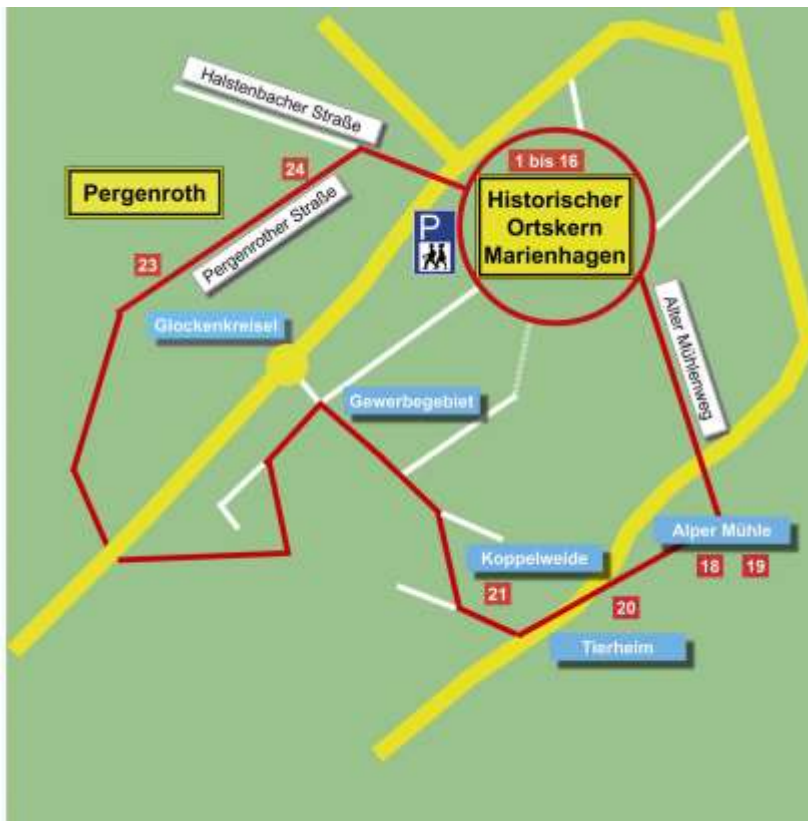 Halstenbacher Straße
1 bis 16
24
Pergenroth
Historischer
Ortskern
Marienhagen
P
Pergenrother Straße
23
Glockenkreisel
Alter Mühlenweg
Gewerbegebiet
Alper Mühle
Koppelweide
18
19
21
20
Tierheim